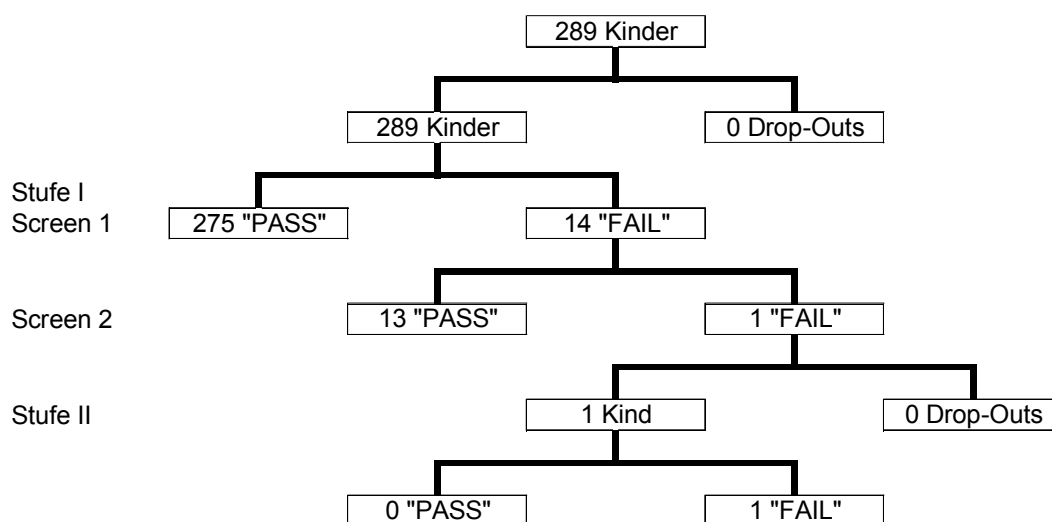 289 Kinder
289 Kinder
0 Drop-Outs
Stufe I
Screen 1
275 "PASS"
14 "FAIL"
Screen 2
13 "PASS"
1 "FAIL"
Stufe II
1 Kind
0 Drop-Outs
0 "PASS"
1 "FAIL"